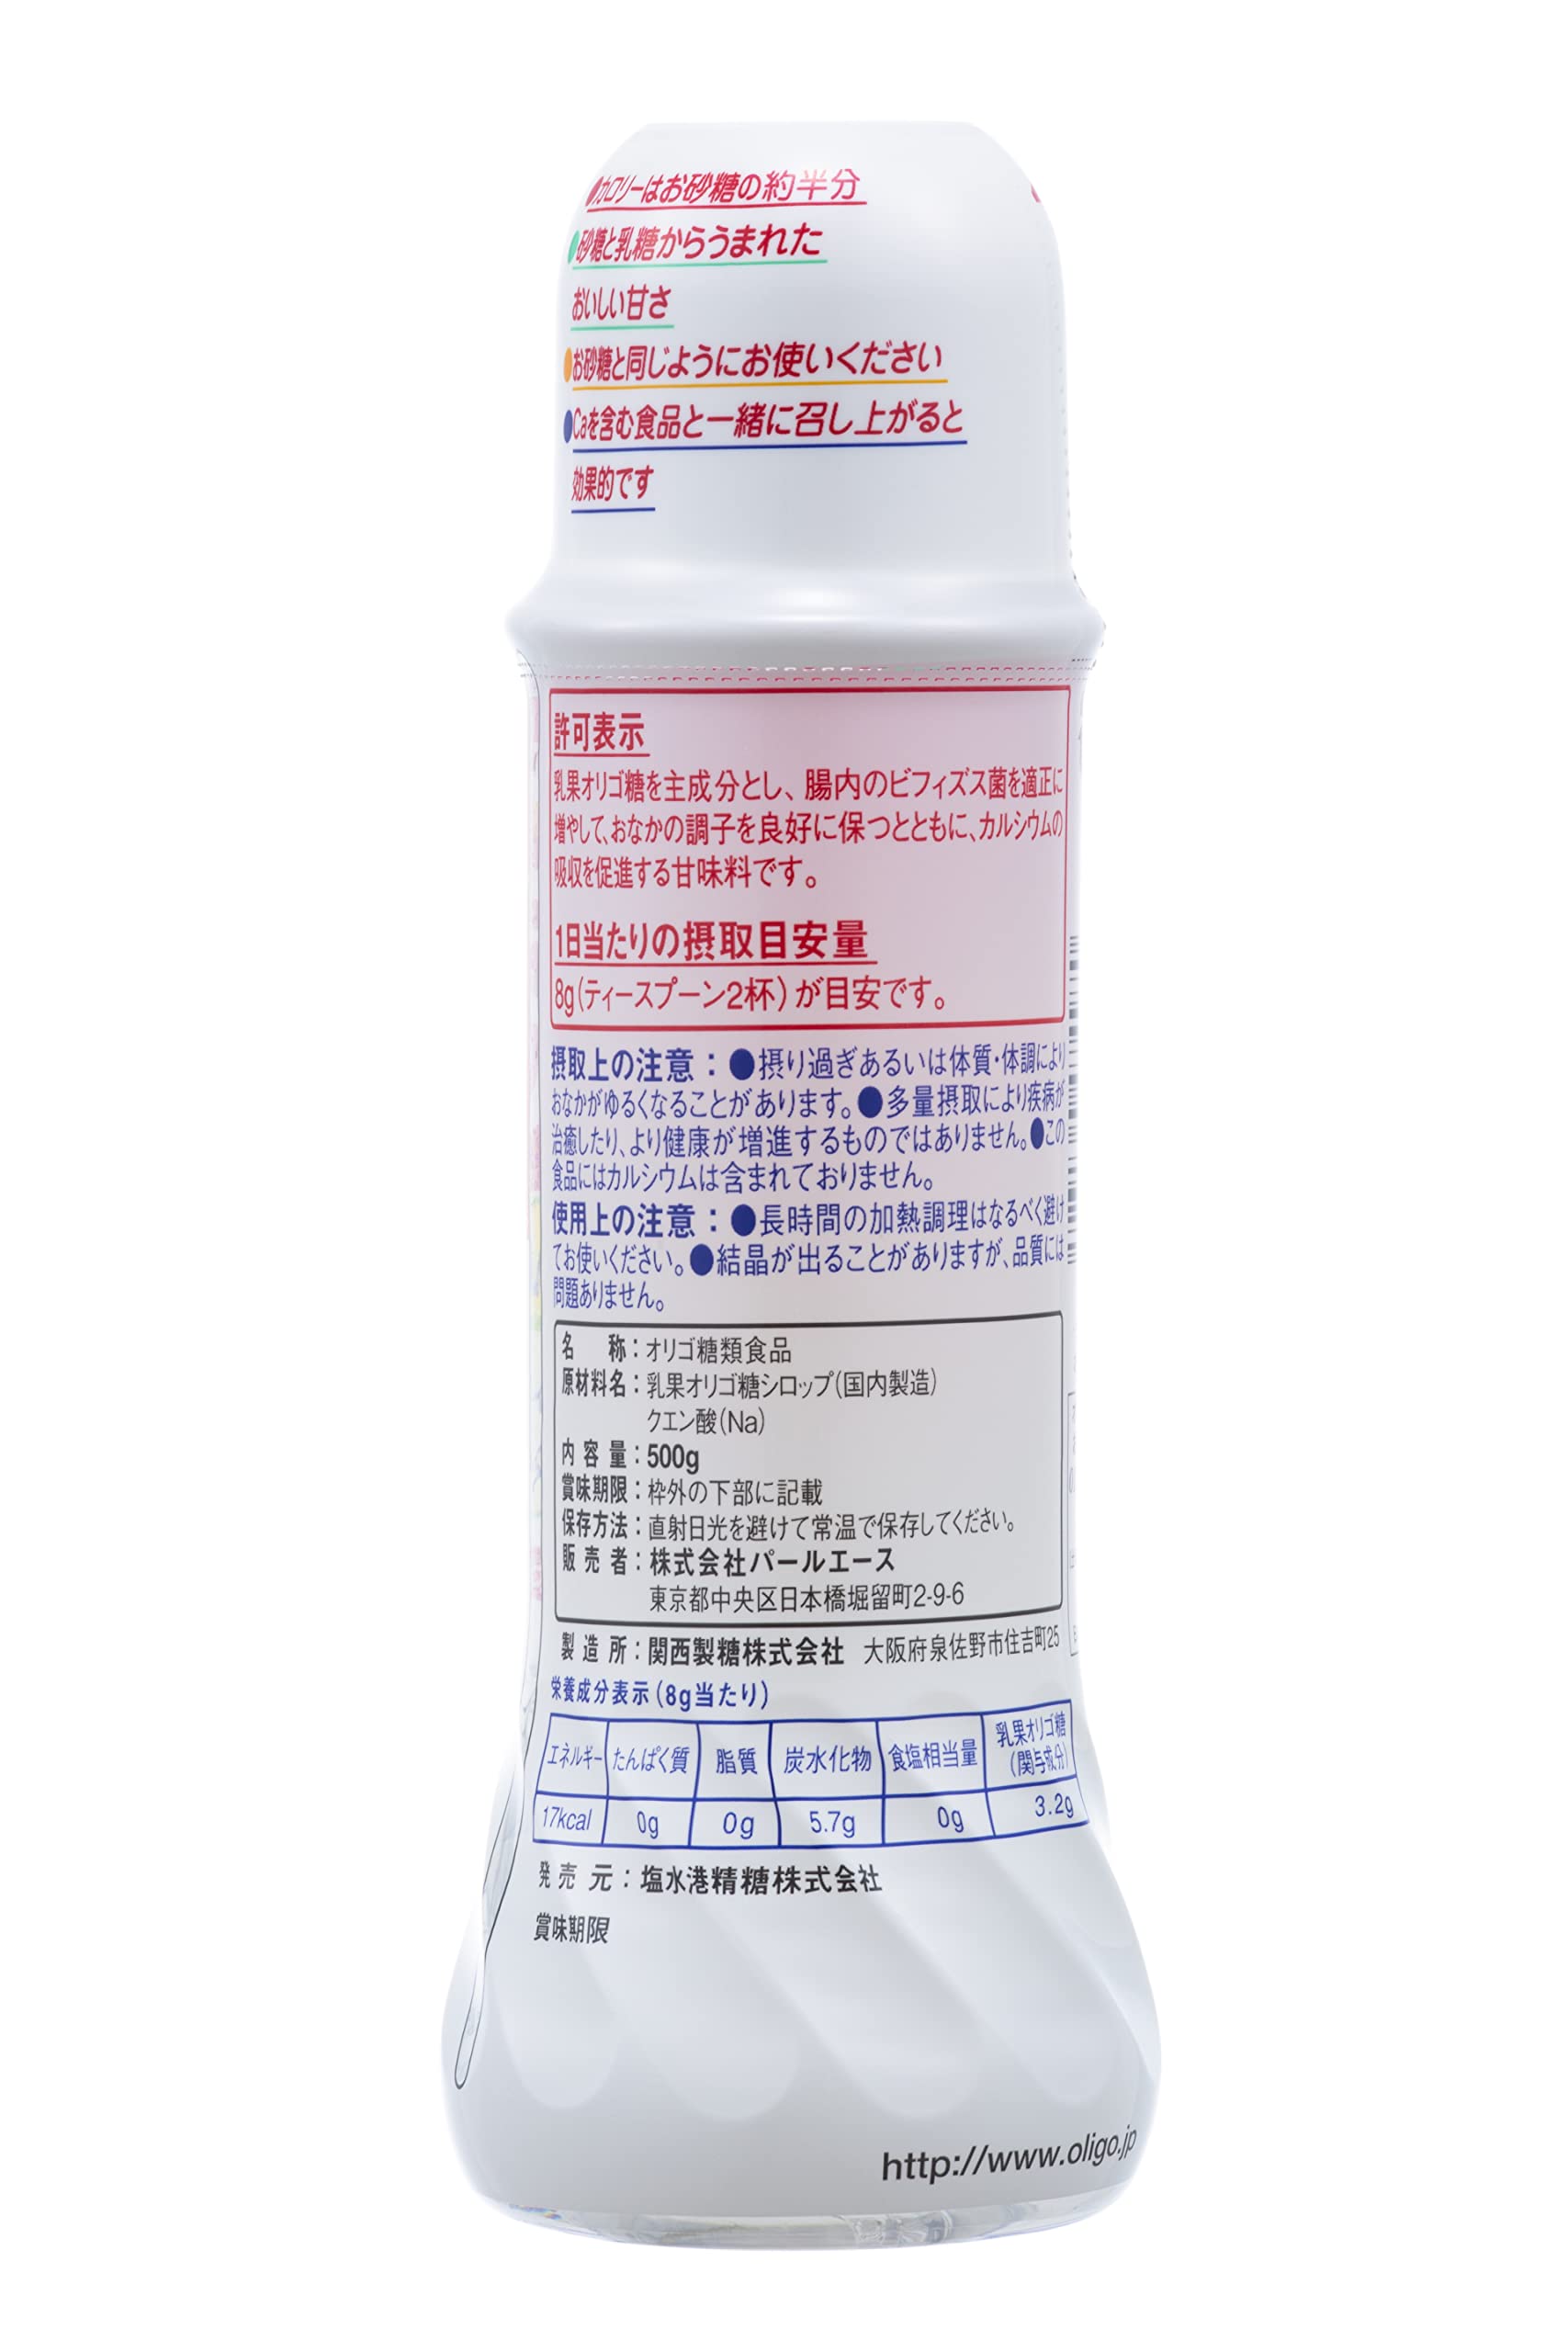 ●カロリーはお砂糖の約半分
●砂糖と乳糖からうまれた
おいしい甘さ
●お砂糖と同じようにお使いください
●Caを含む食品と一緒に召し上がると
効果的です
許可表示
乳果オリゴ糖を主成分とし、腸内のビフィズス菌を適正に
増やして、おなかの調子を良好に保つとともに、カルシウムの
吸収を促進する甘味料です。
1日当たりの摂取目安量
8g(ティースプーン2杯)が目安です。
摂取上の注意：●摂り過ぎあるいは体質・体調により
おなかがゆるくなることがあります。●多量摂取により疾病が
治癒したり、より健康が増進するものではありません。●この
食品にはカルシウムは含まれておりません。
使用上の注意：●長時間の加熱調理はなるべく避け
てお使いください。●結晶が出ることがありますが、品質には
問題ありません。
名称：オリゴ糖類食品
原材料名：乳果オリゴ糖シロップ(国内製造)
クエン酸(Na)
内容量：500g
賞味期限：枠外の下部に記載
保存方法：直射日光を避けて常温で保存してください。
販売者：株式会社パールエース
東京都中央区日本橋堀留町2-9-6
製造所：関西製糖株式会社 大阪府泉佐野市住吉町25
栄養成分表示(8g当たり)
エネルギー たんぱく質 脂質 炭水化物 食塩相当量 乳果オリゴ糖
(関与成分)
17kcal 0g 0g 5.7g 0g 3.2g
発売元：塩水港精糖株式会社
賞味期限
http://www.oligo.jp